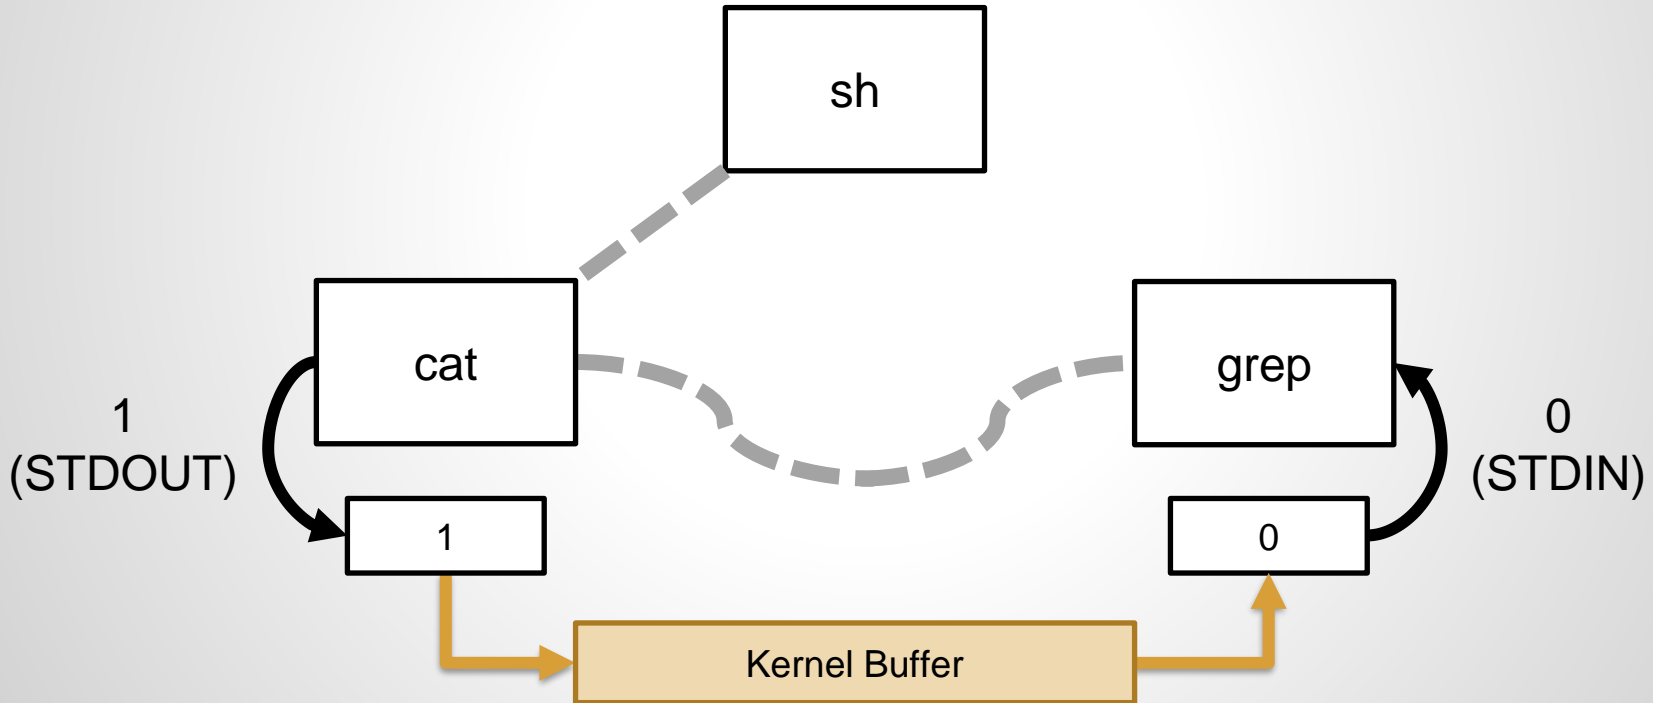 sh
cat
grep
1
(STDOUT)
0
(STDIN)
1
0
Kernel Buffer